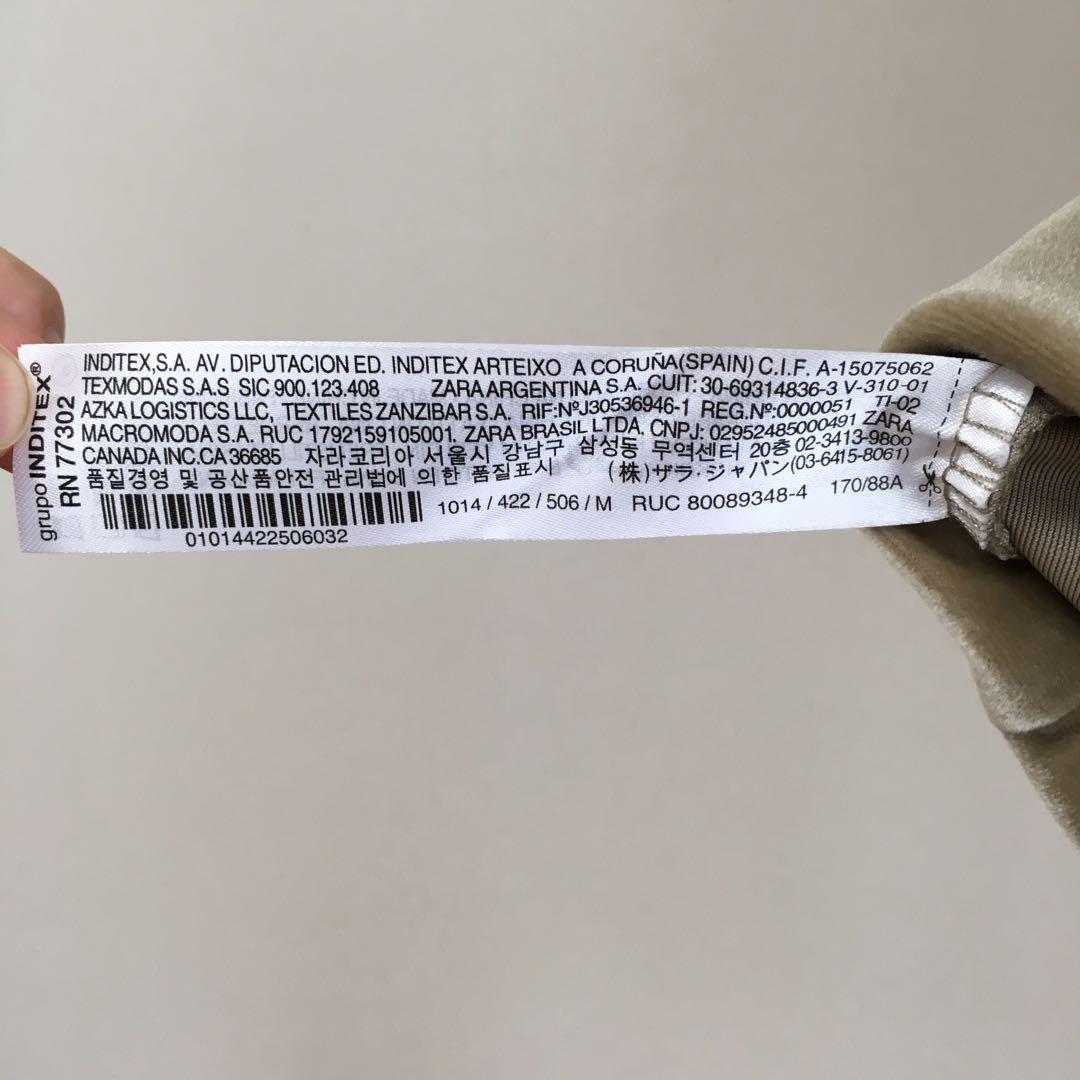 grupo INDITEX®
RN 77302
INDITEX,S.A. AV. DIPUTACION ED. INDITEX ARTEIXO A CORUÑA(SPAIN) C.I.F. A-15075062
TEXMODAS S.A.S SIC 900.123.408 ZARA ARGENTINA S.A. CUIT: 30-69314836-3 V-310-01
AZKA LOGISTICS LLC, TEXTILES ZANZIBAR S.A. RIF:NºJ30536946-1 REG.Nº:0000051 TI-02
MACROMODA S.A. RUC 1792159105001. ZARA BRASIL LTDA. CNPJ: 02952485000491 ZARA
CANADA INC.CA 36685 자라코리아 서울시 강남구 삼성동 무역센터 20층 02-3413-9800
품질경영 및 공산품안전 관리법에 의한 품질표시 (株)ザラ・ジャパン(03-6415-8061)
1014 / 422 / 506 / M RUC 80089348-4 170/88A
01014422506032